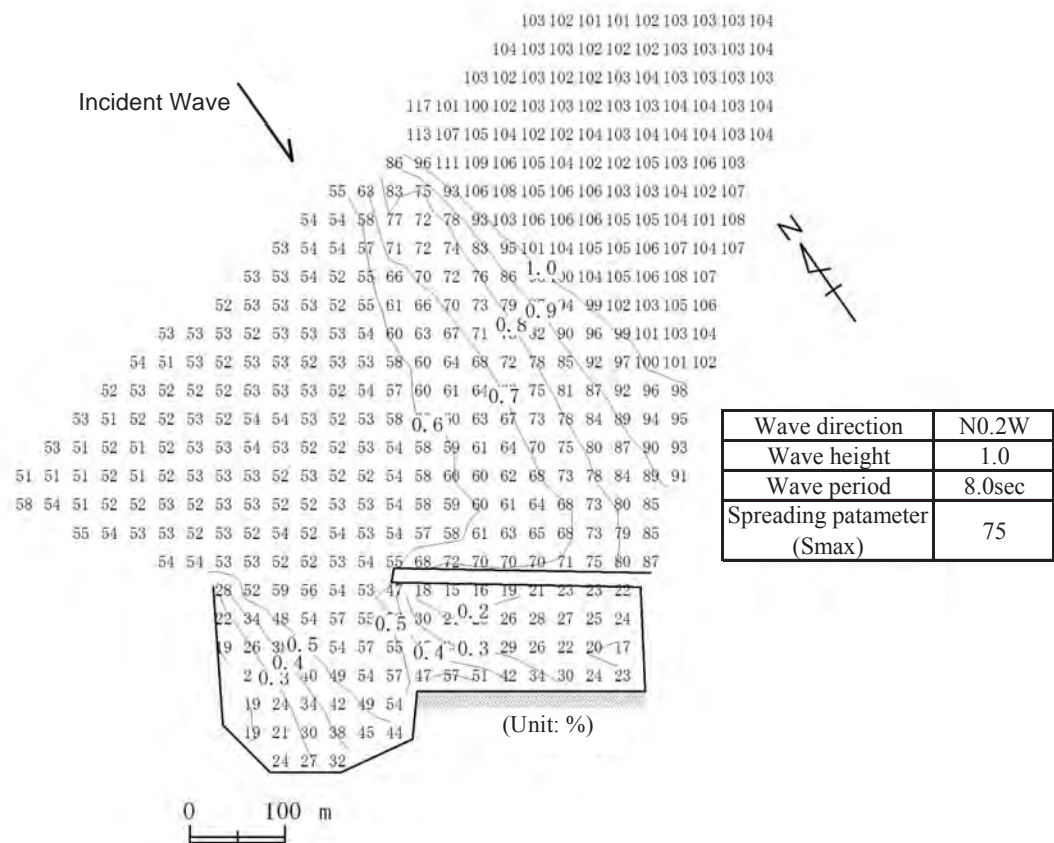 103 102 101 101 102 103 103 103 104
104 103 103 102 102 102 103 103 103 104
103 102 103 102 102 103 104 103 103 103 103
Incident Wave
117 101 100 102 103 103 102 103 103 104 104 103 104
113 107 105 104 102 102 104 103 104 104 104 103 104
86 96 111 109 106 105 104 102 102 105 103 106 103
55 63 83 75 93 106 108 105 106 106 103 103 104 102 107
54 54 58 77 72 78 93 103 106 106 106 105 105 104 101 108
N
53 54 54 57 71 72 74 83 95 101 104 105 105 106 107 104 107
1.0
53 53 54 52 55 66 70 72 76 86 104 105 106 108 107
52 53 53 53 52 55 61 66 70 73 79 99 102 103 105 106
0.9
0.8
53 53 53 52 53 53 53 54 60 63 67 71 90 96 99 101 103 104
54 51 53 52 53 53 52 53 53 58 60 64 68 72 78 85 92 97 100 101 102
52 53 52 52 53 53 53 53 52 54 57 60 61 64 0.7 75 81 87 92 96 98
53 51 52 52 53 52 54 54 53 52 53 58 63 67 73 78 84 89 94 95
0.6
53 51 52 51 52 53 53 54 53 52 52 53 54 58 59 61 64 70 75 80 87 90 93
51 51 51 52 51 52 53 53 53 52 53 52 52 54 58 60 60 62 68 73 78 84 89 91
58 54 51 52 52 53 52 53 53 52 52 53 53 54 58 59 60 61 64 68 73 80 85
55 54 53 53 52 53 53 52 54 52 54 53 54 57 58 61 63 65 68 73 79 85
54 54 53 53 52 52 53 54 55 68 72 70 70 70 71 75 80 87
28 52 59 56 54 53 47 18 15 16 19 21 23 23 22
22 34 48 54 57 55 0.5 30 0.2 26 28 27 25 24
19 26 0.5 54 57 55 0.4 0.3 29 26 22 20 17
0.4
0.3 40 49 54 57 47 57 51 42 34 30 24 23
19 24 34 42 49 54
19 21 30 38 45 44
24 27 32
(Unit: %)
0 100 m
Wave direction N0.2W
Wave height 1.0
Wave period 8.0sec
Spreading patameter
(Smax) 75